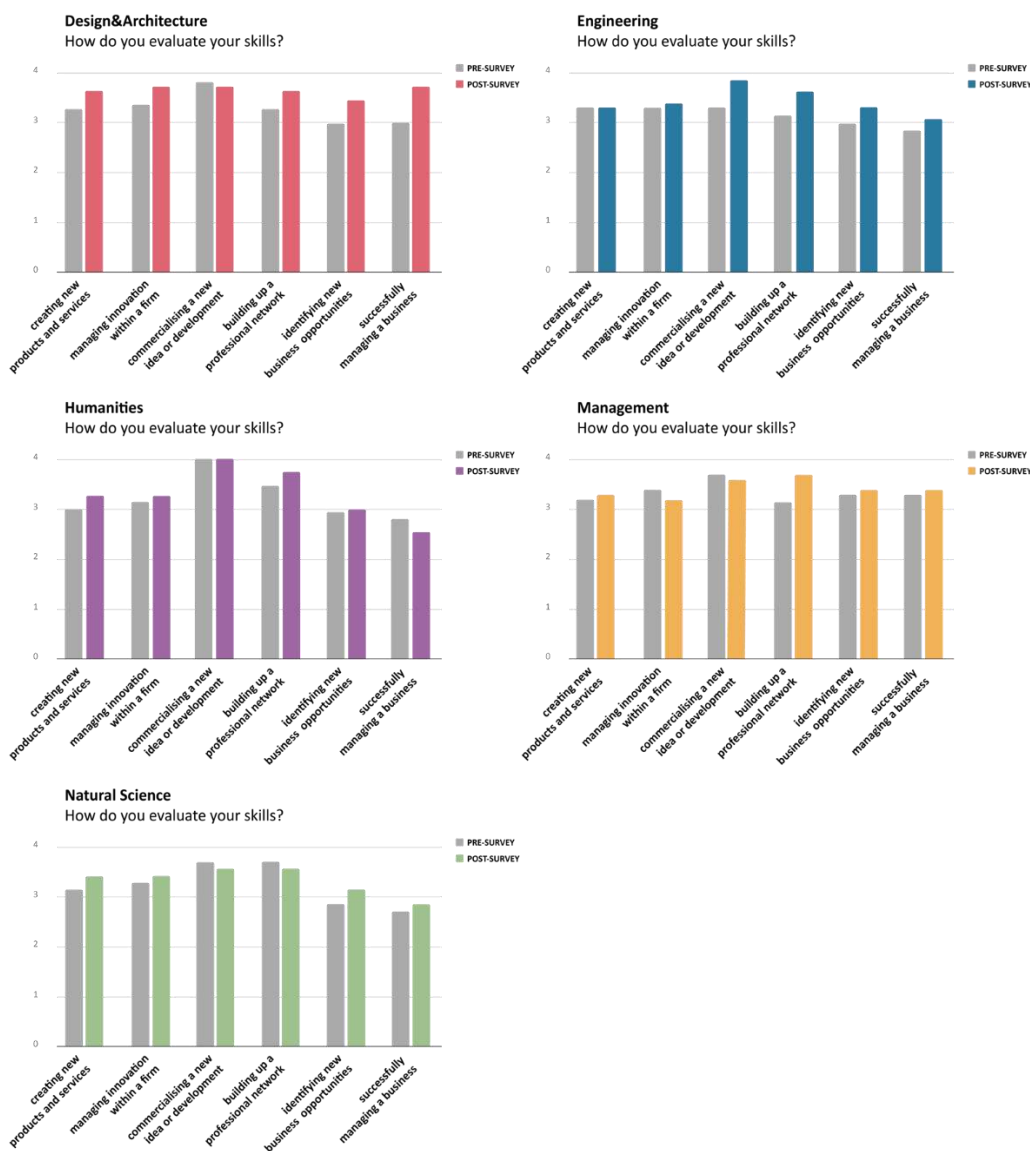 Design&Architecture
How do you evaluate your skills?
PRE-SURVEY
POST-SURVEY
4
3
2
1
0
creating new
products and services
managing innovation
within a firm
commercialising a new
idea or development
building up a
professional network
identifying new
business opportunities
successfully
managing a business
Engineering
How do you evaluate your skills?
PRE-SURVEY
POST-SURVEY
4
3
2
1
0
creating new
products and services
managing innovation
within a firm
commercialising a new
idea or development
building up a
professional network
identifying new
business opportunities
successfully
managing a business
Humanities
How do you evaluate your skills?
PRE-SURVEY
POST-SURVEY
4
3
2
1
0
creating new
products and services
managing innovation
within a firm
commercialising a new
idea or development
building up a
professional network
identifying new
business opportunities
successfully
managing a business
Management
How do you evaluate your skills?
PRE-SURVEY
POST-SURVEY
4
3
2
1
0
creating new
products and services
managing innovation
within a firm
commercialising a new
idea or development
building up a
professional network
identifying new
business opportunities
successfully
managing a business
Natural Science
How do you evaluate your skills?
PRE-SURVEY
POST-SURVEY
4
3
2
1
0
creating new
products and services
managing innovation
within a firm
commercialising a new
idea or development
building up a
professional network
identifying new
business opportunities
successfully
managing a business